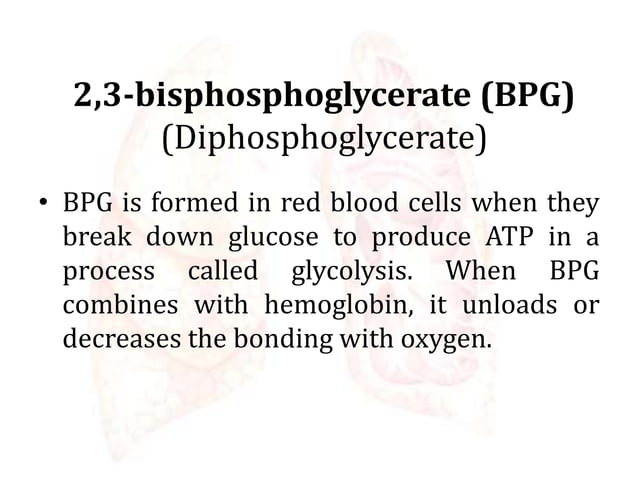 2,3-bisphosphoglycerate (BPG)
(Diphosphoglycerate)
• BPG is formed in red blood cells when they
break down glucose to produce ATP in a
process called glycolysis. When BPG
combines with hemoglobin, it unloads or
decreases the bonding with oxygen.